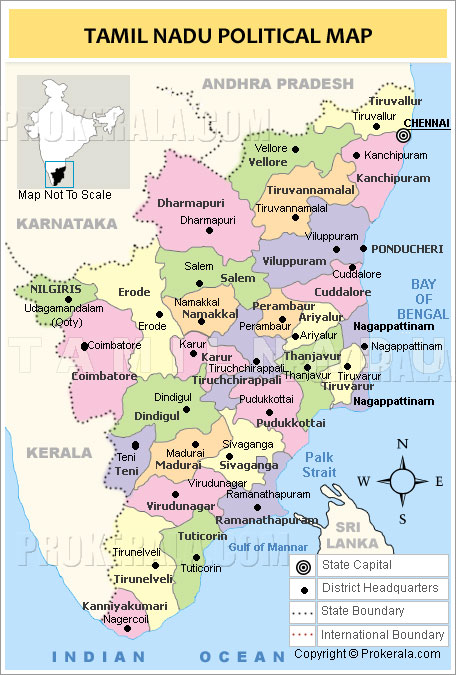 TAMIL NADU POLITICAL MAP
PROKERALA.COM
ANDHRA PRADESH
Map Not To Scale
KARNATAKA
Tiruvallur
Tiruvallur
CHENNAI
Vellore
Vellore
Kanchipuram
Kanchipuram
Tiruvannamalal
Tiruvannamalal
Dharmapuri
Dharmapuri
Viluppuram
Viluppuram
PONDUCHERI
Cuddalore
Cuddalore
Salem
Salem
NILGIRIS
Udagamandalam
(Ooty)
Erode
Erode
Namakkal
Namakkal
Perambaur
Perambaur
Ariyalur
Ariyalur
BAY
OF
BENGAL
Nagappattinam
Nagappattinam
Coimbatore
Coimbatore
Karur
Karur
Tiruchchirappali
Tiruchchirappali
Thanjavur
Thanjavur
Tiruvarur
Tiruvarur
Nagappattinam
Dindigul
Dindigul
Pudukkottai
Pudukkottai
KERALA
Teni
Teni
Madurai
Madurai
Sivaganga
Sivaganga
Palk
Strait
N
W
E
S
Virudunagar
Virudunagar
Ramanathapuram
Ramanathapuram
SRI
LANKA
Gulf of Mannar
PROKERALA.COM
Tuticorin
Tuticorin
Tirunelveli
Tirunelveli
Kanniyakumari
Nagercoil
State Capital
District Headquarters
State Boundary
International Boundary
Copyright © Prokerala.com
INDIAN OCEAN